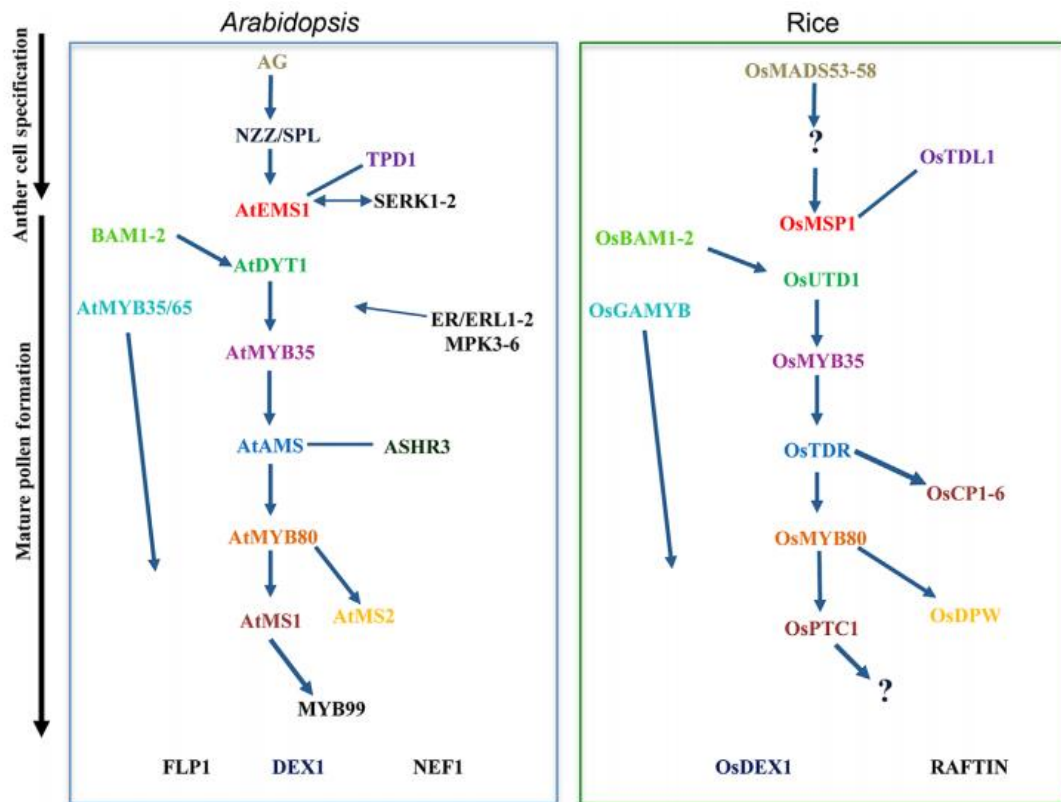 Arabidopsis
Rice
Anther cell specification
Mature pollen formation
AG
NZZ/SPL
TPD1
AtEMS1
SERK1-2
BAM1-2
AtDYT1
AtMYB35/65
ER/ERL1-2
MPK3-6
AtMYB35
AtAMS
ASHR3
AtMYB80
AtMS1
AtMS2
MYB99
FLP1
DEX1
NEF1
OsMADS53-58
?
OsTDL1
OsMSP1
OsBAM1-2
OsUTD1
OsGAMYB
OsMYB35
OsTDR
OsCP1-6
OsMYB80
OsPTC1
OsDPW
?
OsDEX1
RAFTIN